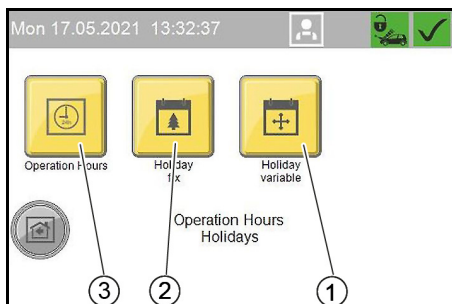 Mon 17.05.2021 13:32:37
24h
Operation Hours
Holiday
fix
Holiday
variable
Operation Hours
Holidays
3
2
1